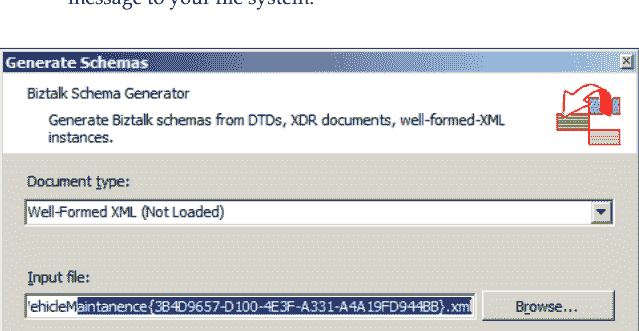 message to your file system.
Generate Schemas
Biztalk Schema Generator
Generate Biztalk schemas from DTDs, XDR documents, well-formed-XML
instances.
Document type:
Well-Formed XML (Not Loaded)
Input file:
'ehicleMaintanence{3B4D9657-D100-4E3F-A331-A4A19FD944BB}.xml
Browse...